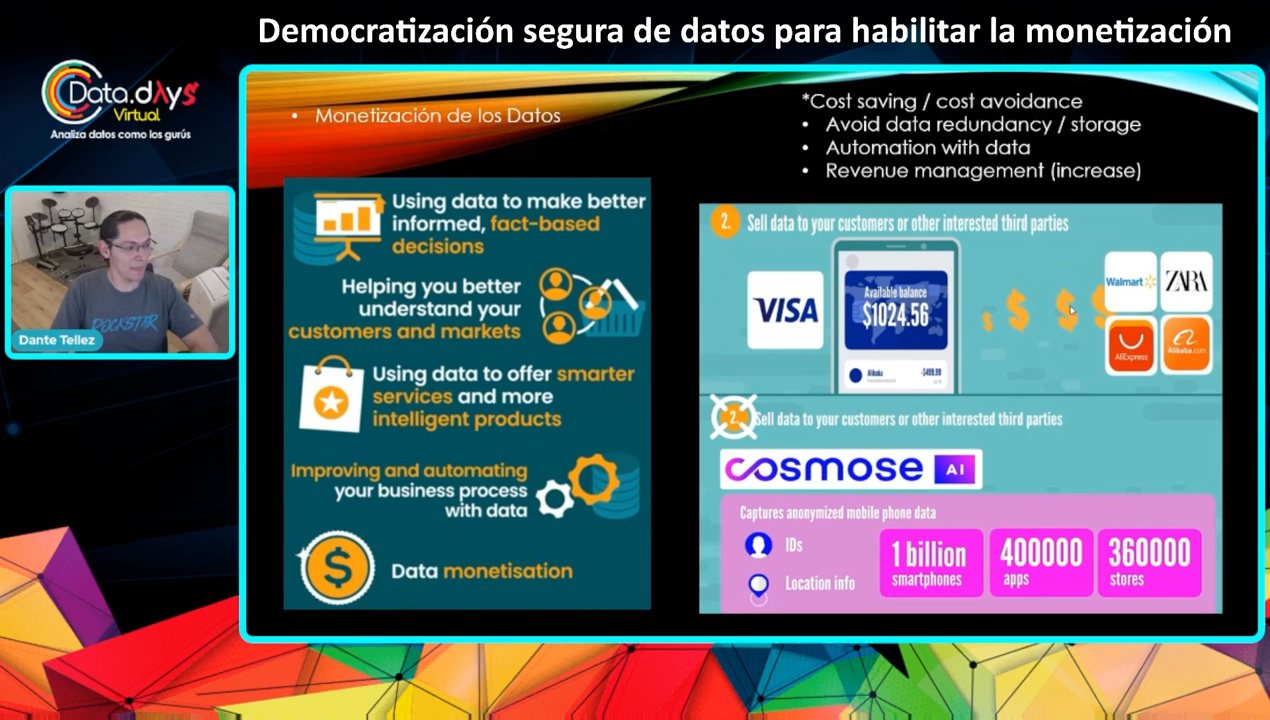 Democratización segura de datos para habilitar la monetización
Data.dAys
Virtual
Analiza datos como los gurús
ROCKSTAR
Dante Tellez
• Monetización de los Datos
*Cost saving / cost avoidance
• Avoid data redundancy / storage
• Automation with data
• Revenue management (increase)
Using data to make better
informed, fact-based
decisions
Helping you better
understand your
customers and markets
Using data to offer smarter
services and more
intelligent products
Improving and automating
your business process
with data
$
Data monetisation
2. Sell data to your customers or other interested third parties
VISA
Available balance
$1024.56
Alibaba
-$499.99
$ $ $ $
Walmart
ZARA
AliExpress
Alibaba.com
2. Sell data to your customers or other interested third parties
cosmose AI
Captures anonymized mobile phone data
IDs
Location info
1 billion
smartphones
400000
apps
360000
stores